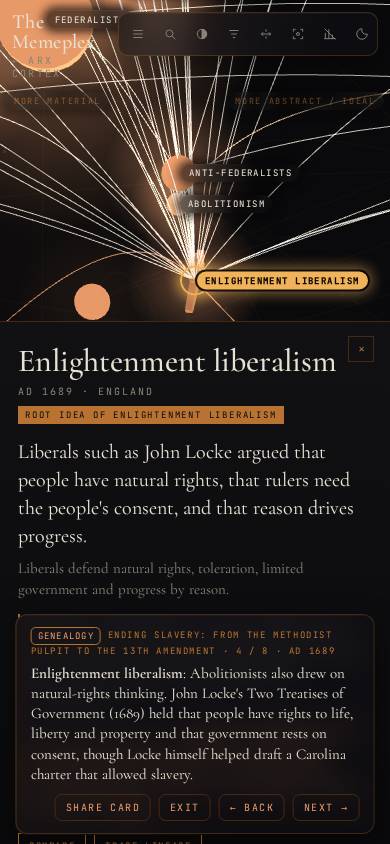 The Memeplex
FEDERALIST
ARX CORTEX
MORE MATERIAL
MORE ABSTRACT / IDEAL
ANTI-FEDERALISTS
ABOLITIONISM
ENLIGHTENMENT LIBERALISM
Enlightenment liberalism
×
AD 1689 · ENGLAND
ROOT IDEA OF ENLIGHTENMENT LIBERALISM
Liberals such as John Locke argued that
people have natural rights, that rulers need
the people's consent, and that reason drives
progress.
Liberals defend natural rights, toleration, limited
government and progress by reason.
GENEALOGY ENDING SLAVERY: FROM THE METHODIST
PULPIT TO THE 13TH AMENDMENT · 4 / 8 · AD 1689
Enlightenment liberalism: Abolitionists also drew on
natural-rights thinking. John Locke's Two Treatises of
Government (1689) held that people have rights to life,
liberty and property and that government rests on
consent, though Locke himself helped draft a Carolina
charter that allowed slavery.
SHARE CARD
EXIT
← BACK
NEXT →